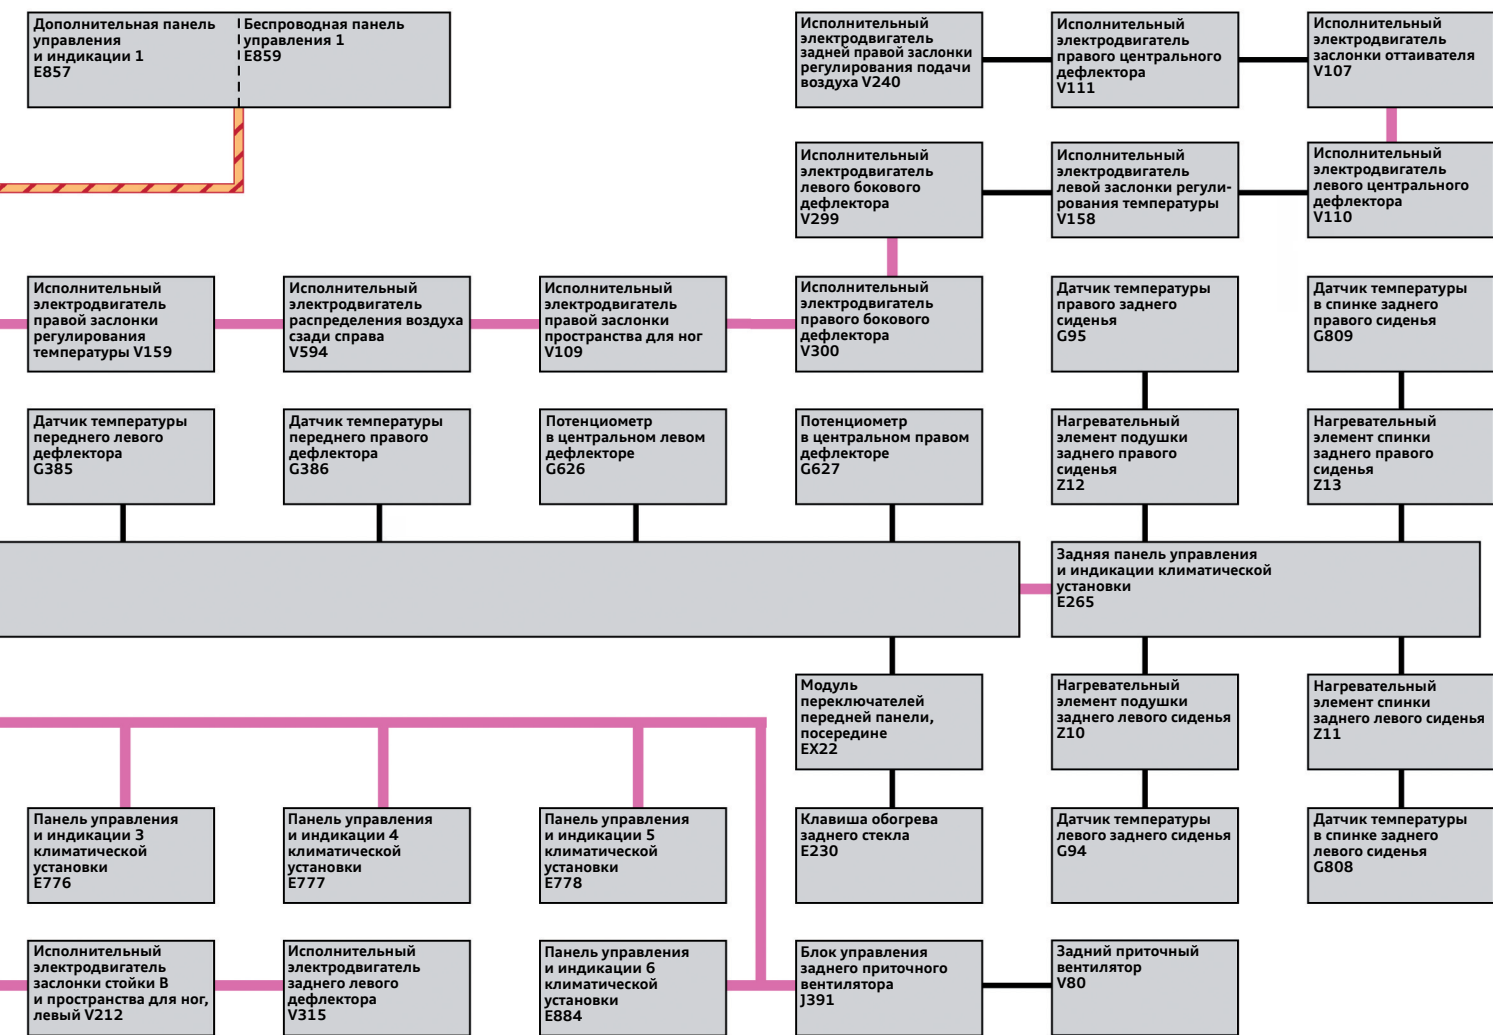 Дополнительная панель
управления
и индикации 1
E857
Беспроводная панель
управления 1
E859
Исполнительный
электродвигатель
задней правой заслонки
регулирования подачи
воздуха V240
Исполнительный
электродвигатель
правого центрального
дефлектора
V111
Исполнительный
электродвигатель
заслонки оттаивателя
V107
Исполнительный
электродвигатель
левого бокового
дефлектора
V299
Исполнительный
электродвигатель
левой заслонки регули-
рования температуры
V158
Исполнительный
электродвигатель
левого центрального
дефлектора
V110
Исполнительный
электродвигатель
правой заслонки
регулирования
температуры V159
Исполнительный
электродвигатель
распределения воздуха
сзади справа
V594
Исполнительный
электродвигатель
правой заслонки
пространства для ног
V109
Исполнительный
электродвигатель
правого бокового
дефлектора
V300
Датчик температуры
правого заднего
сиденья
G95
Датчик температуры
в спинке заднего
правого сиденья
G809
Датчик температуры
переднего левого
дефлектора
G385
Датчик температуры
переднего правого
дефлектора
G386
Потенциометр
в центральном левом
дефлекторе
G626
Потенциометр
в центральном правом
дефлекторе
G627
Нагревательный
элемент подушки
заднего правого
сиденья
Z12
Нагревательный
элемент спинки
заднего правого
сиденья
Z13
Задняя панель управления
и индикации климатической
установки
E265
Модуль
переключателей
передней панели,
посередине
EX22
Нагревательный
элемент подушки
заднего левого сиденья
Z10
Нагревательный
элемент спинки
заднего левого сиденья
Z11
Панель управления
и индикации 3
климатической
установки
E776
Панель управления
и индикации 4
климатической
установки
E777
Панель управления
и индикации 5
климатической
установки
E778
Клавиша обогрева
заднего стекла
E230
Датчик температуры
левого заднего сиденья
G94
Датчик температуры
в спинке заднего
левого сиденья
G808
Исполнительный
электродвигатель
заслонки стойки B
и пространства для ног,
левый V212
Исполнительный
электродвигатель
заднего левого
дефлектора
V315
Панель управления
и индикации 6
климатической
установки
E884
Блок управления
заднего приточного
вентилятора
J391
Задний приточный
вентилятор
V80